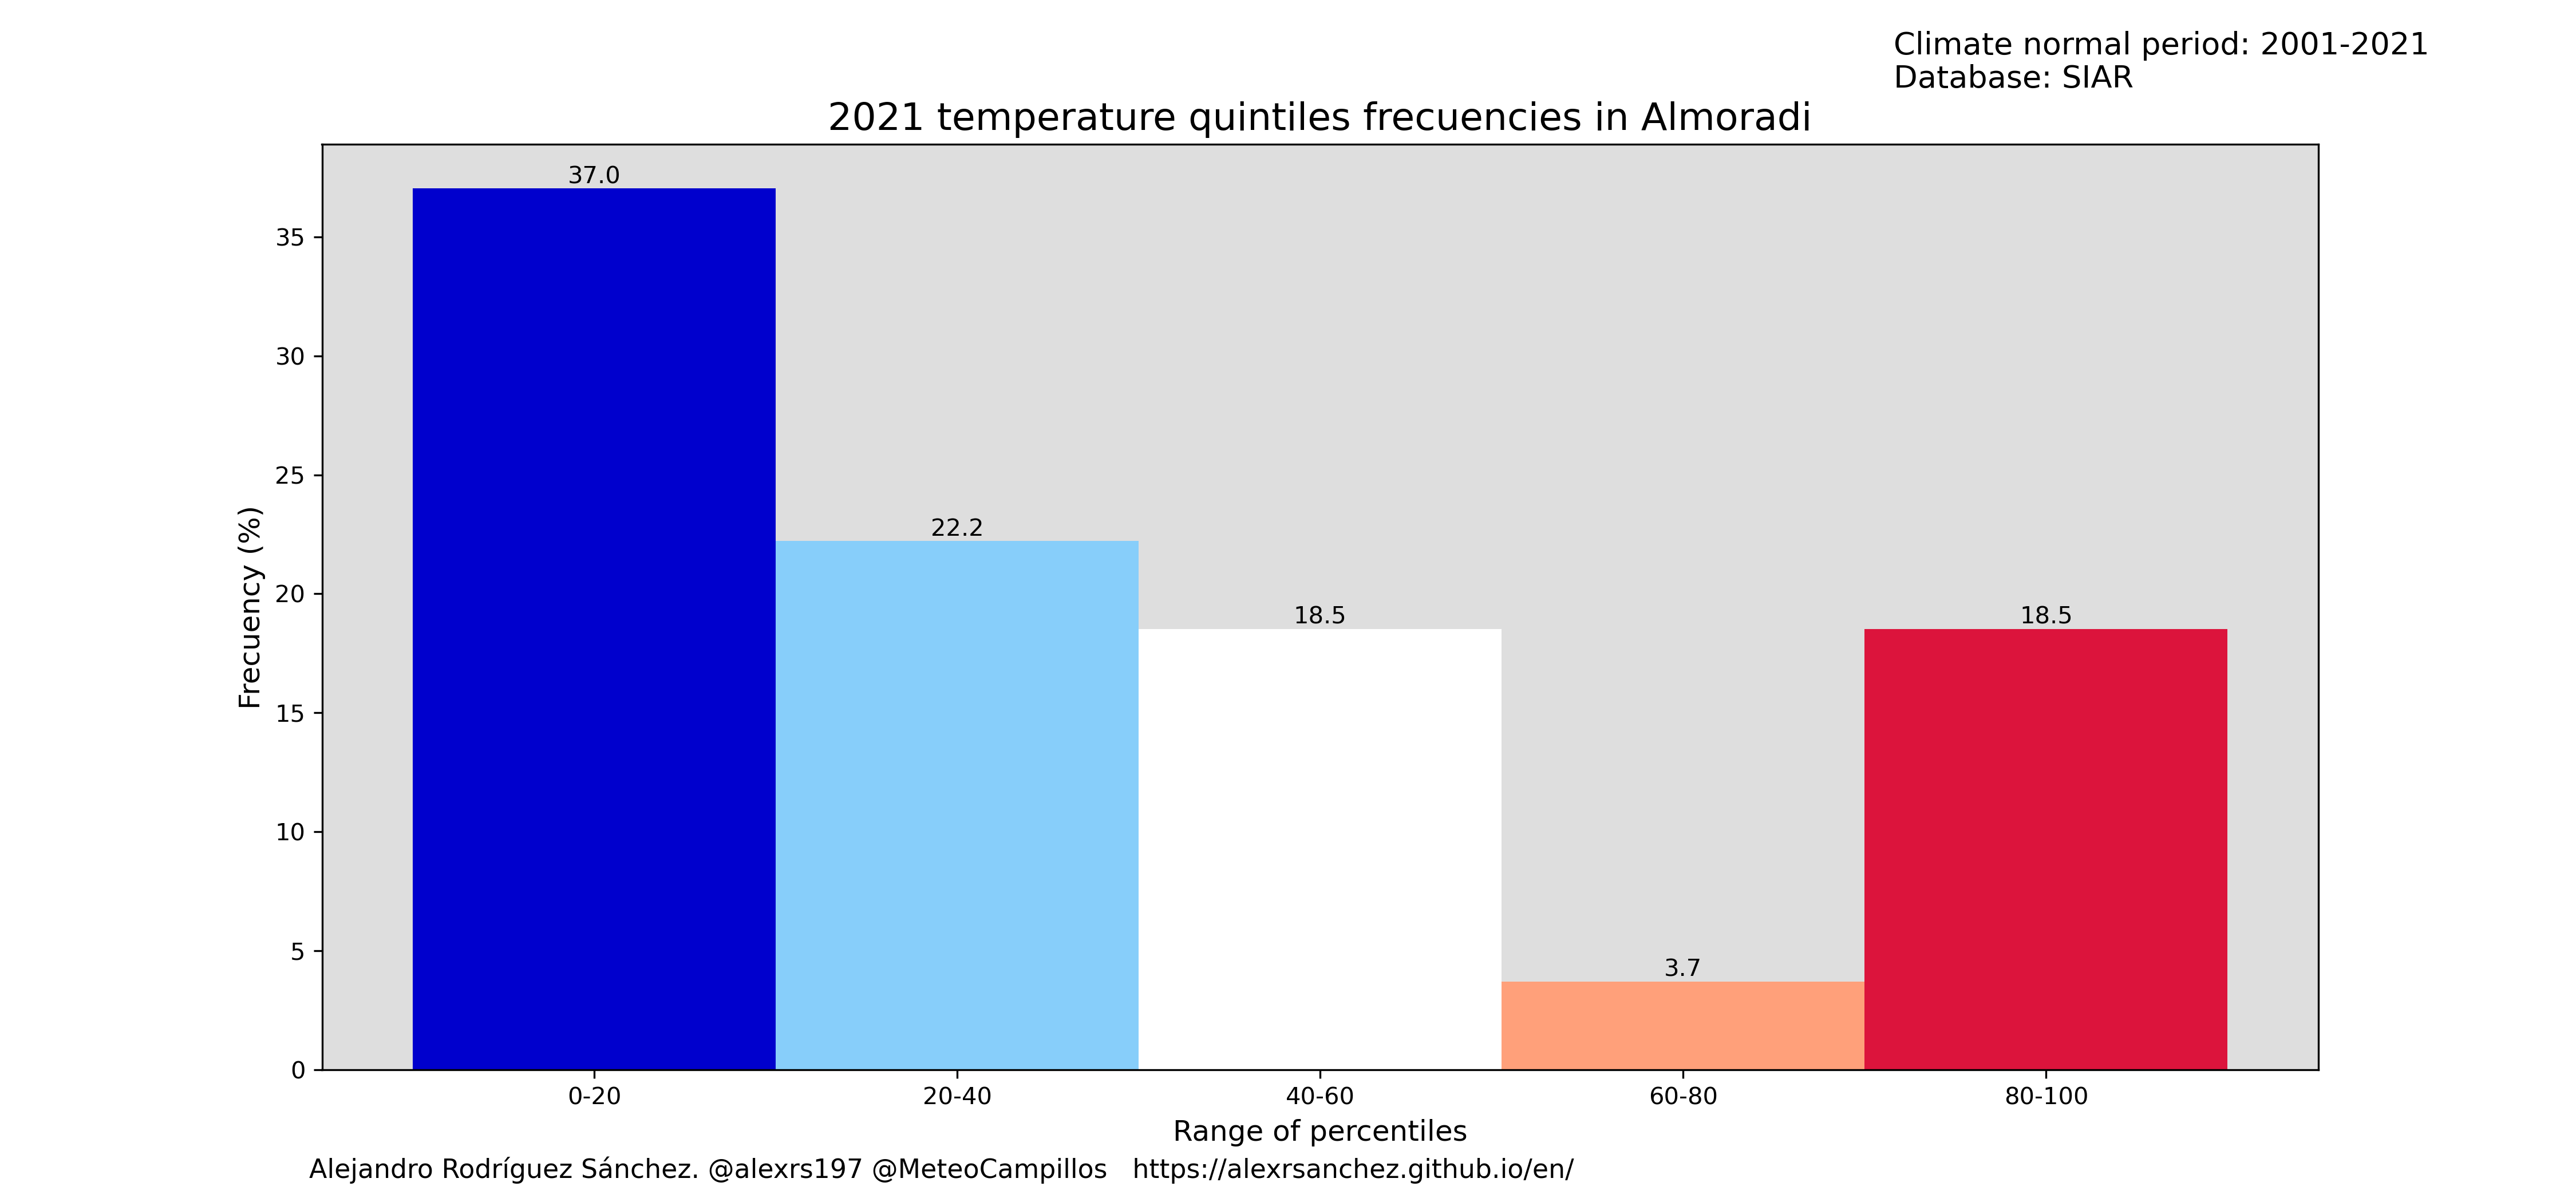 Climate normal period: 2001-2021
Database: SIAR
2021 temperature quintiles frecuencies in Almoradi
37.0
22.2
18.5
3.7
18.5
35
30
25
20
15
10
5
0
Frecuency (%)
0-20 20-40 40-60 60-80 80-100
Range of percentiles
Alejandro Rodríguez Sánchez. @alexrs197 @MeteoCampillos https://alexrsanchez.github.io/en/